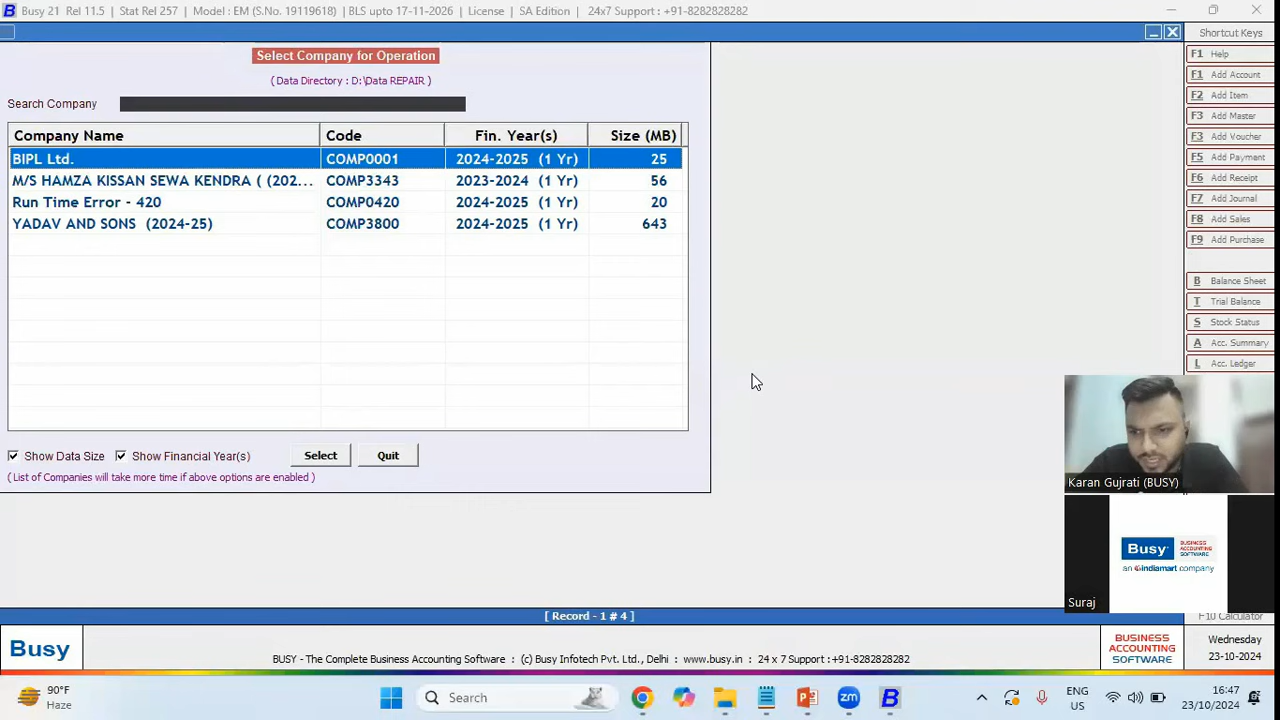 Busy 21 Rel 11.5 | Stat Rel 257 | Model : EM (S.No. 19119618) | BLS upto 17-11-2026 | License | SA Edition | 24x7 Support : +91-8282828282
Shortcut Keys
Select Company for Operation
( Data Directory : D:\Data REPAIR )
Search Company
Company Name Code Fin. Year(s) Size (MB)
BIPL Ltd. COMP0001 2024-2025 (1 Yr) 25
M/S HAMZA KISSAN SEWA KENDRA ( (202... COMP3343 2023-2024 (1 Yr) 56
Run Time Error - 420 COMP0420 2024-2025 (1 Yr) 20
YADAV AND SONS (2024-25) COMP3800 2024-2025 (1 Yr) 643
Show Data Size Show Financial Year(s) Select Quit
( List of Companies will take more time if above options are enabled )
F1 Help
F1 Add Account
F2 Add Item
F3 Add Master
F3 Add Voucher
F5 Add Payment
F6 Add Receipt
F7 Add Journal
F8 Add Sales
F9 Add Purchase
B Balance Sheet
T Trial Balance
S Stock Status
A Acc. Summary
L Acc. Ledger
Karan Gujrati (BUSY)
Busy BUSINESS ACCOUNTING SOFTWARE
an indiamart company
Suraj
[ Record - 1 # 4 ]
F10 Calculator
Busy
BUSY - The Complete Business Accounting Software : (c) Busy Infotech Pvt. Ltd., Delhi : www.busy.in : 24 x 7 Support :+91-8282828282
BUSINESS
ACCOUNTING
SOFTWARE
Wednesday
23-10-2024
90°F
Haze
Search
ENG
US
16:47
23/10/2024